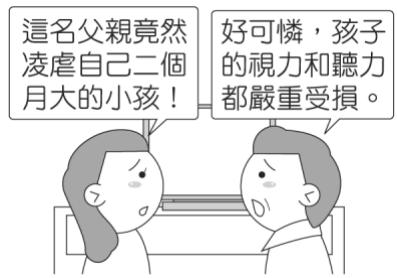 這名父親竟然
凌虐自己二個
月大的小孩！
好可憐，孩子
的視力和聽力
都嚴重受損。